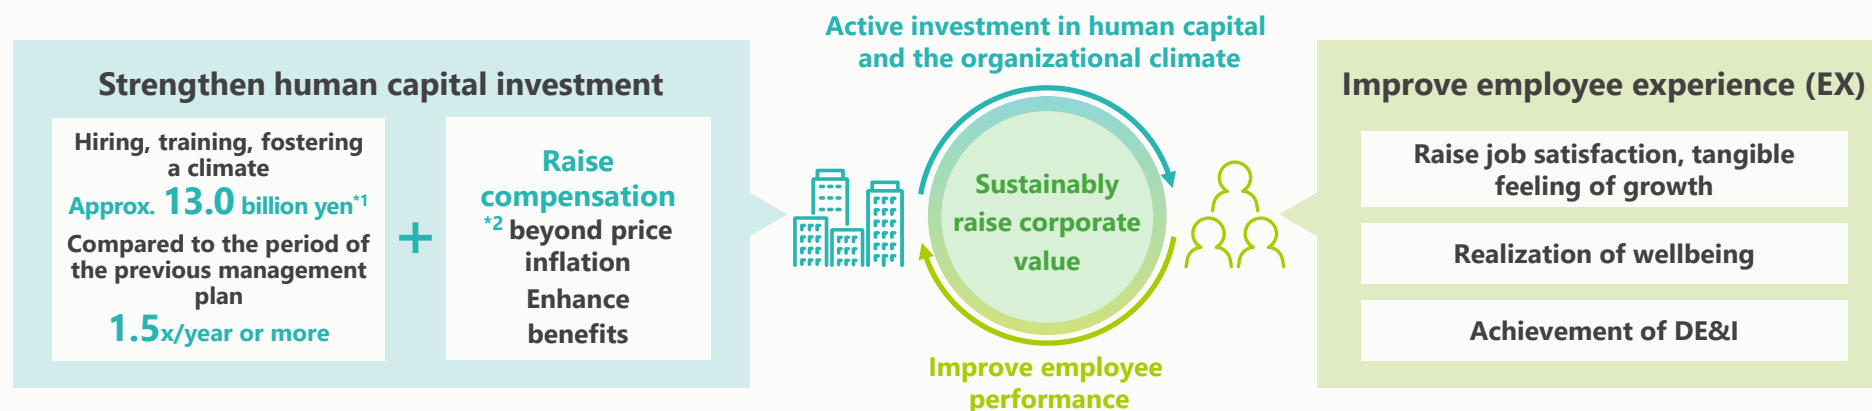 Strengthen human capital investment
Hiring, training, fostering
a climate
Approx. 13.0 billion yen*1
Compared to the period of
the previous management
plan
1.5x/year or more
+
Raise
compensation
*2 beyond price
inflation
Enhance
benefits
Active investment in human capital
and the organizational climate
Sustainably
raise corporate
value
Improve employee
performance
Improve employee experience (EX)
Raise job satisfaction, tangible
feeling of growth
Realization of wellbeing
Achievement of DE&I